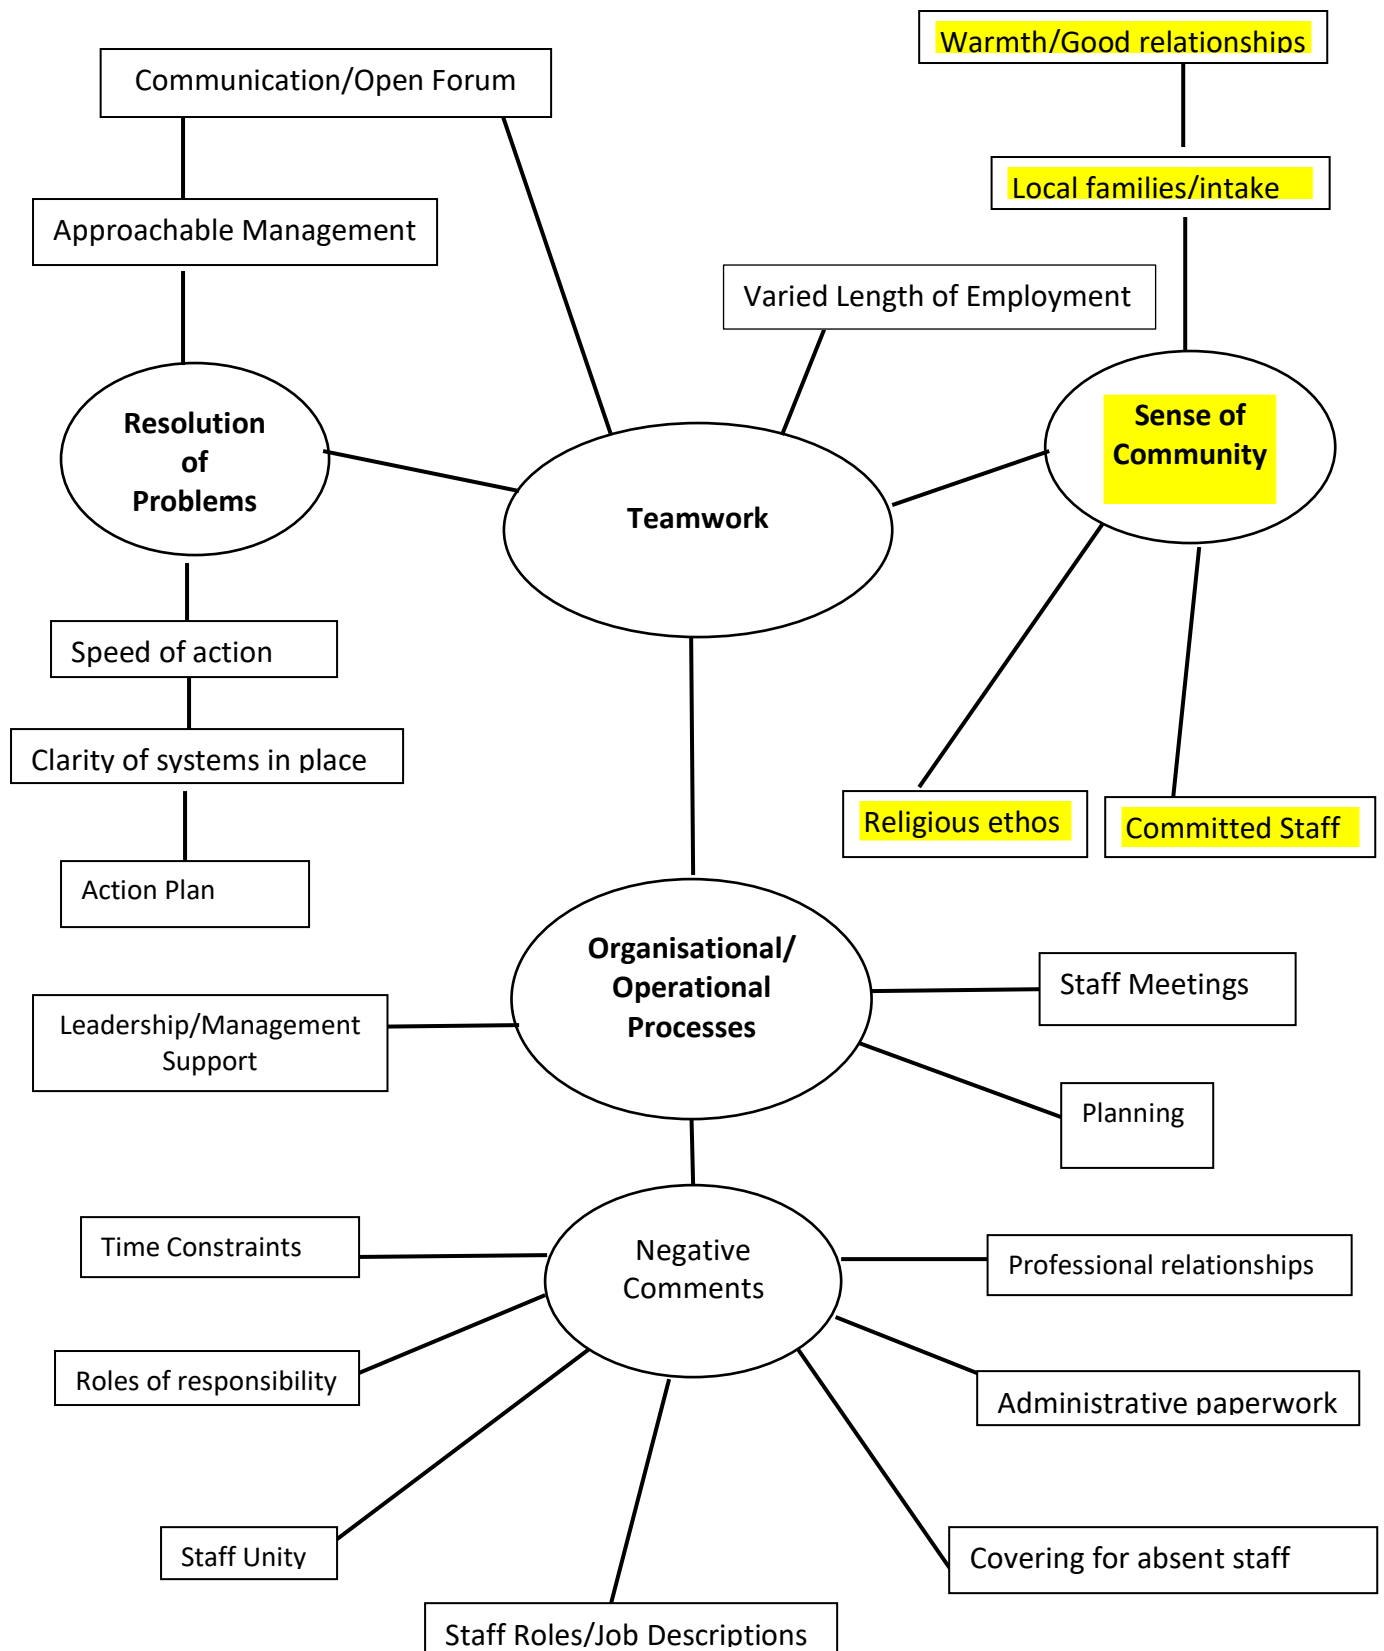 Warmth/Good relationships
Communication/Open Forum
Local families/intake
Approachable Management
Varied Length of Employment
Resolution
of
Problems
Teamwork
Sense of
Community
Speed of action
Clarity of systems in place
Action Plan
Religious ethos
Committed Staff
Organisational/
Operational
Processes
Staff Meetings
Leadership/Management
Support
Planning
Negative
Comments
Time Constraints
Professional relationships
Roles of responsibility
Administrative paperwork
Staff Unity
Covering for absent staff
Staff Roles/Job Descriptions